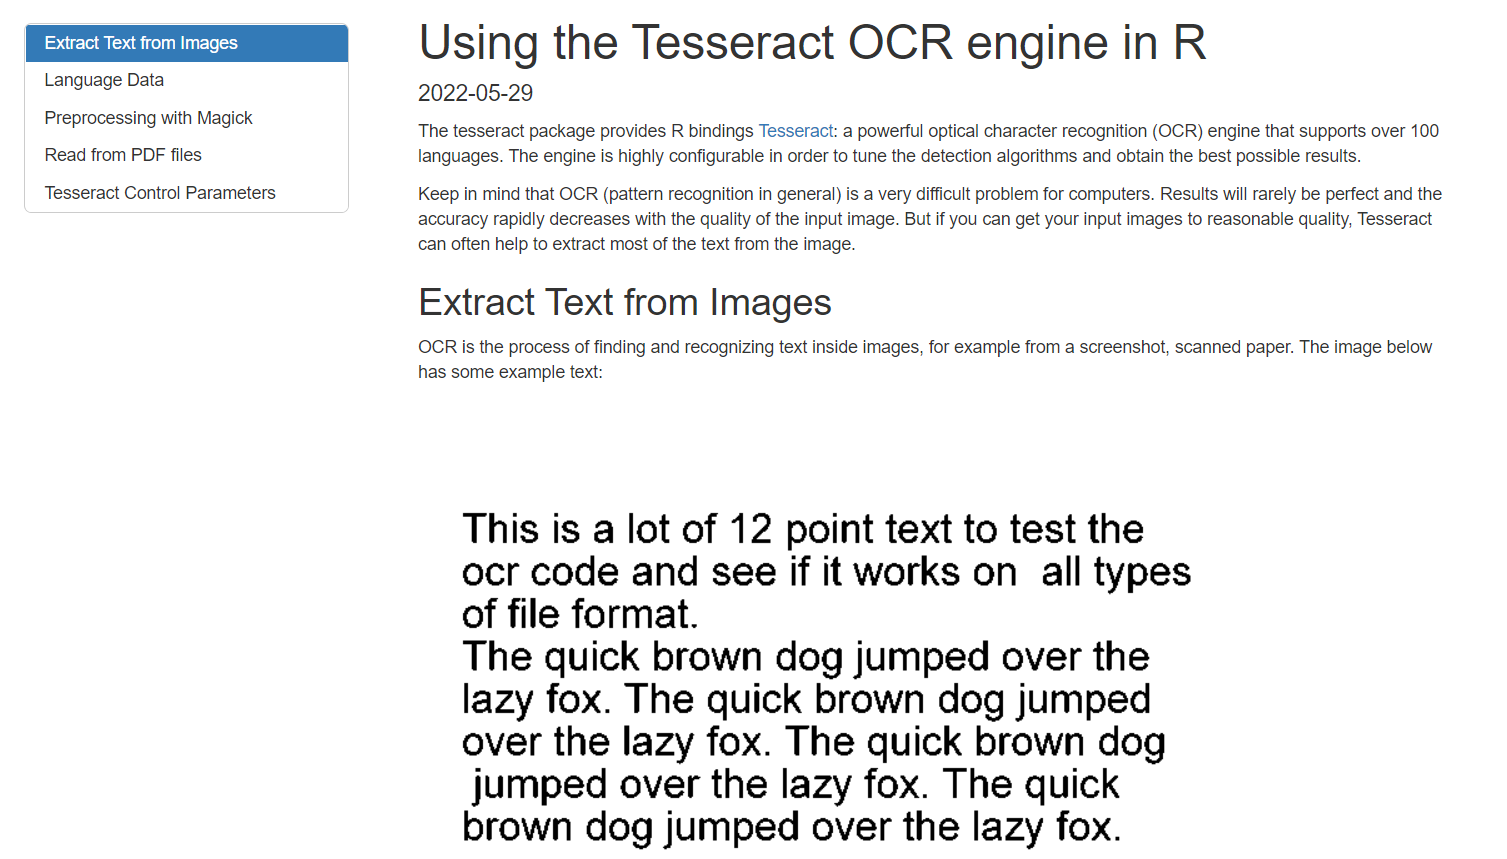 Extract Text from Images
Language Data
Preprocessing with Magick
Read from PDF files
Tesseract Control Parameters
Using the Tesseract OCR engine in R
2022-05-29
The tesseract package provides R bindings Tesseract: a powerful optical character recognition (OCR) engine that supports over 100
languages. The engine is highly configurable in order to tune the detection algorithms and obtain the best possible results.
Keep in mind that OCR (pattern recognition in general) is a very difficult problem for computers. Results will rarely be perfect and the
accuracy rapidly decreases with the quality of the input image. But if you can get your input images to reasonable quality, Tesseract
can often help to extract most of the text from the image.
Extract Text from Images
OCR is the process of finding and recognizing text inside images, for example from a screenshot, scanned paper. The image below
has some example text:
This is a lot of 12 point text to test the
ocr code and see if it works on  all types
of file format.
The quick brown dog jumped over the
lazy fox. The quick brown dog jumped
over the lazy fox. The quick brown dog
jumped over the lazy fox. The quick
brown dog jumped over the lazy fox.